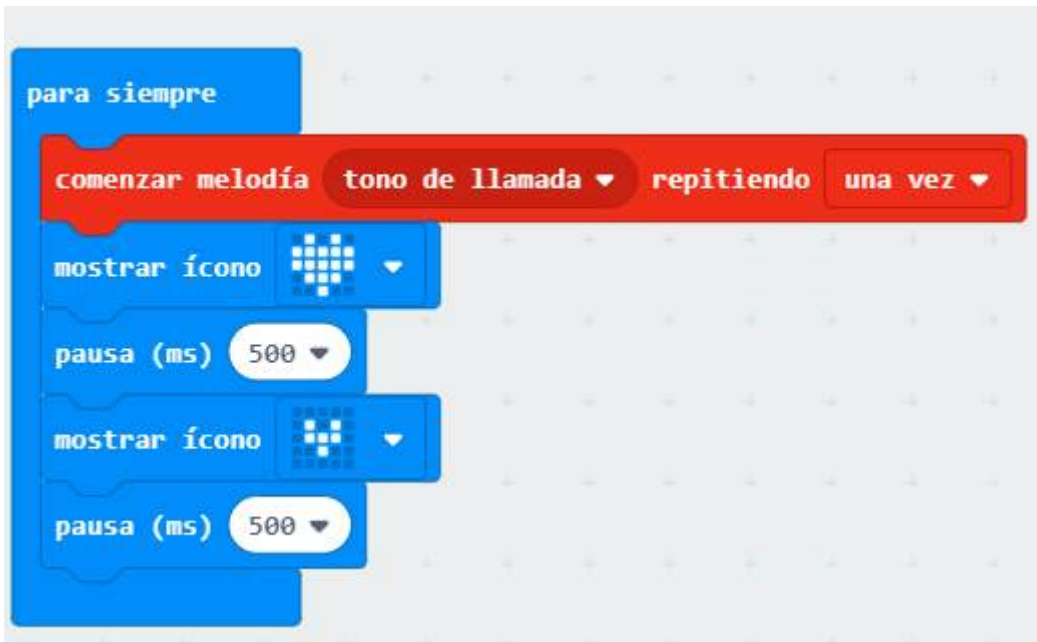 para siempre
comenzar melodía tono de llamada repitiendo una vez
mostrar ícono
pausa (ms) 500
mostrar ícono
pausa (ms) 500